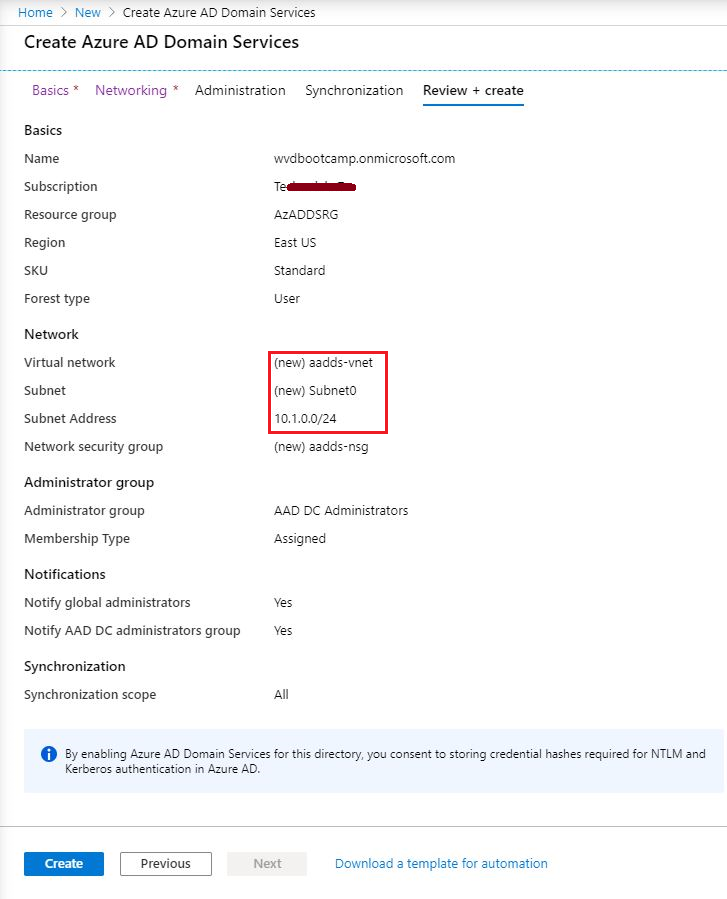 Home > New > Create Azure AD Domain Services
Create Azure AD Domain Services
Basics * Networking * Administration Synchronization Review + create
Basics
Name wvdbootcamp.onmicrosoft.com
Subscription
Resource group AzADDSRG
Region East US
SKU Standard
Forest type User
Network
Virtual network (new) aadds-vnet
Subnet (new) Subnet0
Subnet Address 10.1.0.0/24
Network security group (new) aadds-nsg
Administrator group
Administrator group AAD DC Administrators
Membership Type Assigned
Notifications
Notify global administrators Yes
Notify AAD DC administrators group Yes
Synchronization
Synchronization scope All
By enabling Azure AD Domain Services for this directory, you consent to storing credential hashes required for NTLM and
Kerberos authentication in Azure AD.
Create Previous Next Download a template for automation